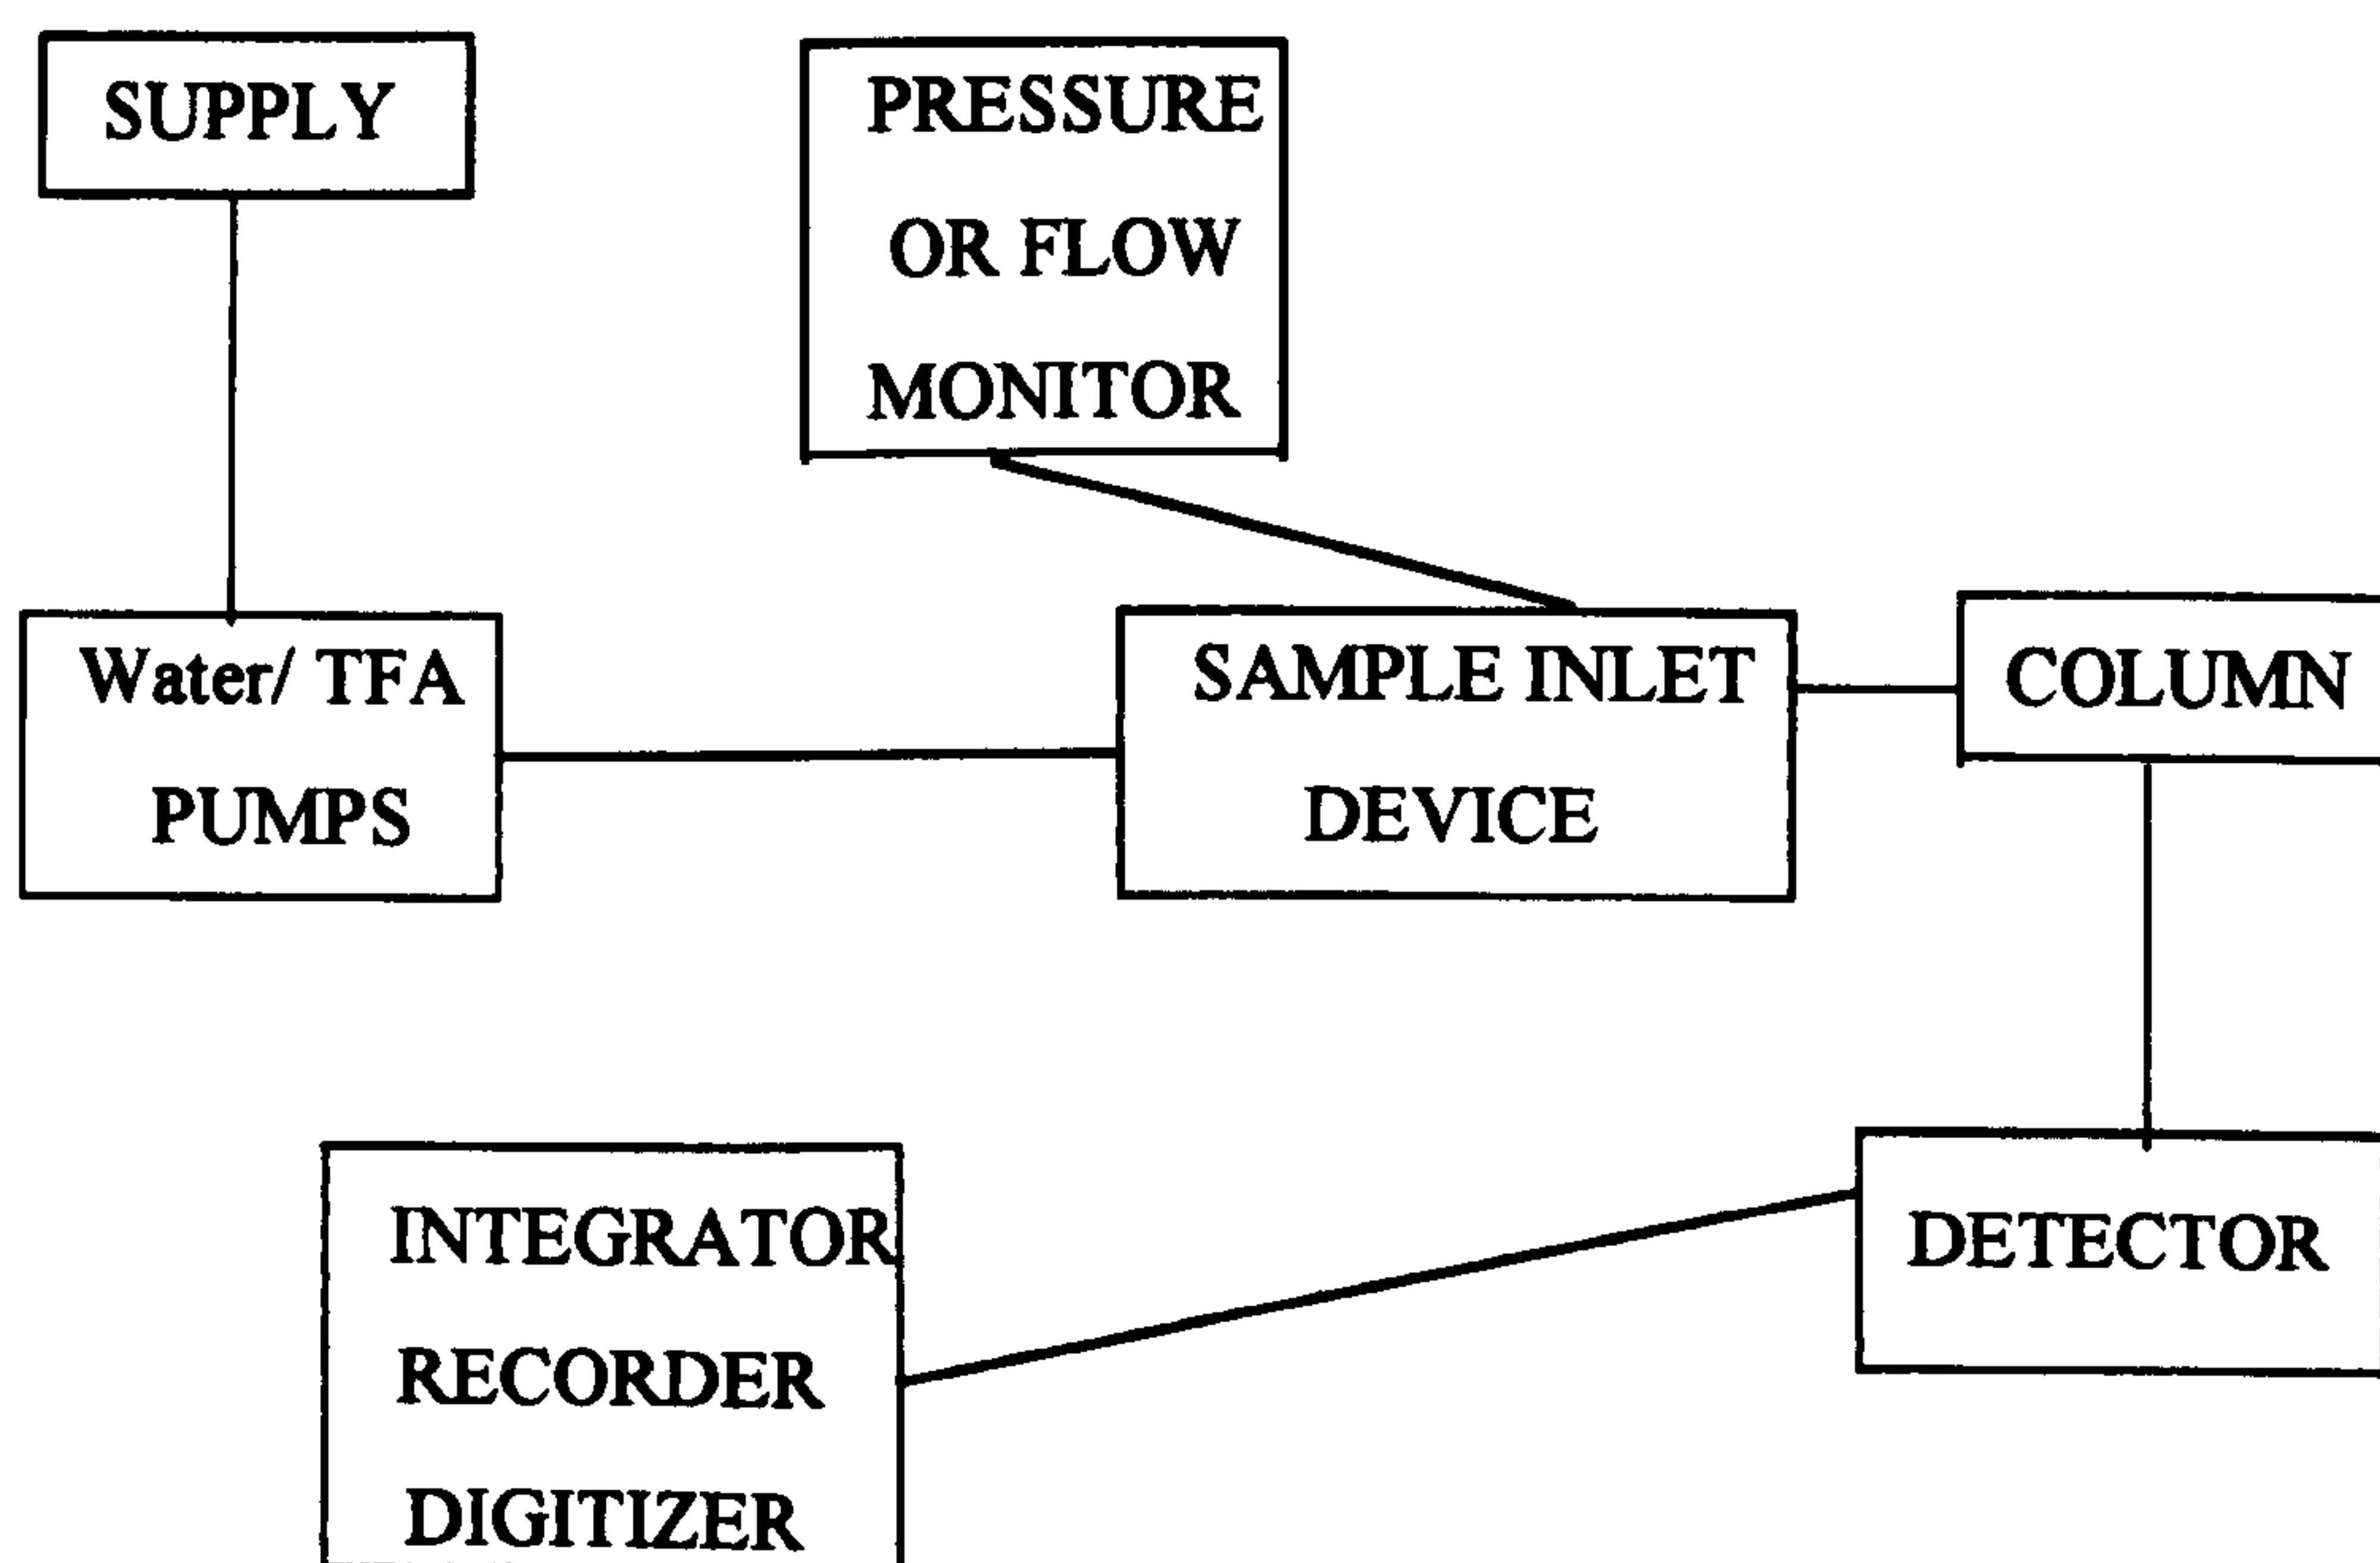 SUPPLY
PRESSURE
OR FLOW
MONITOR
Water/ TFA
PUMPS
SAMPLE INLET
DEVICE
COLUMN
INTEGRATOR
RECORDER
DIGITIZER
DETECTOR